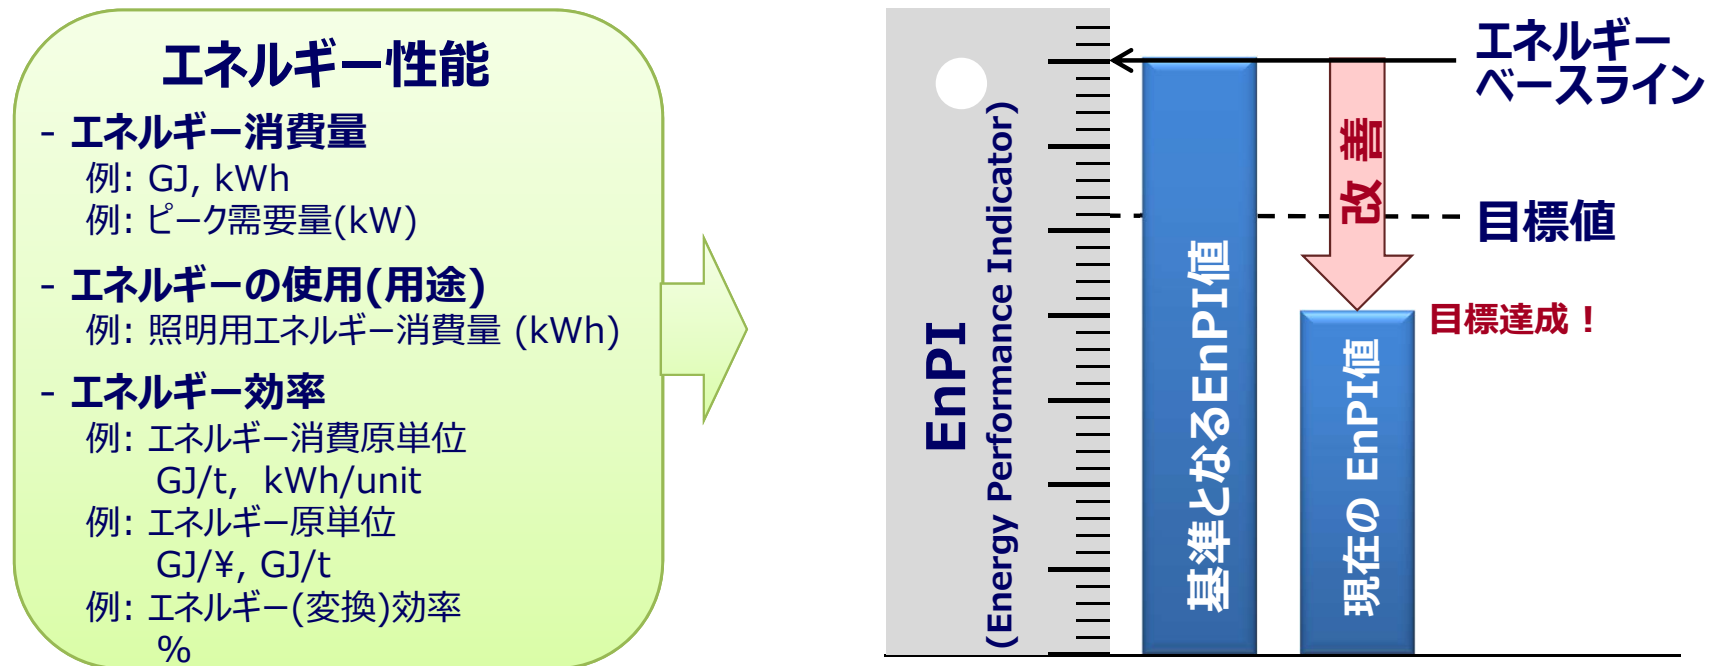 エネルギー性能
- エネルギー消費量
例: GJ, kWh
例: ピーク需要量(kW)
- エネルギーの使用(用途)
例: 照明用エネルギー消費量 (kWh)
- エネルギー効率
例: エネルギー消費原単位
GJ/t, kWh/unit
例: エネルギー原単位
GJ/¥, GJ/t
例: エネルギー(変換)効率
%
EnPI
(Energy Performance Indicator)
基準となるEnPI値
現在の EnPI値
改善
エネルギー
ベースライン
目標値
目標達成！